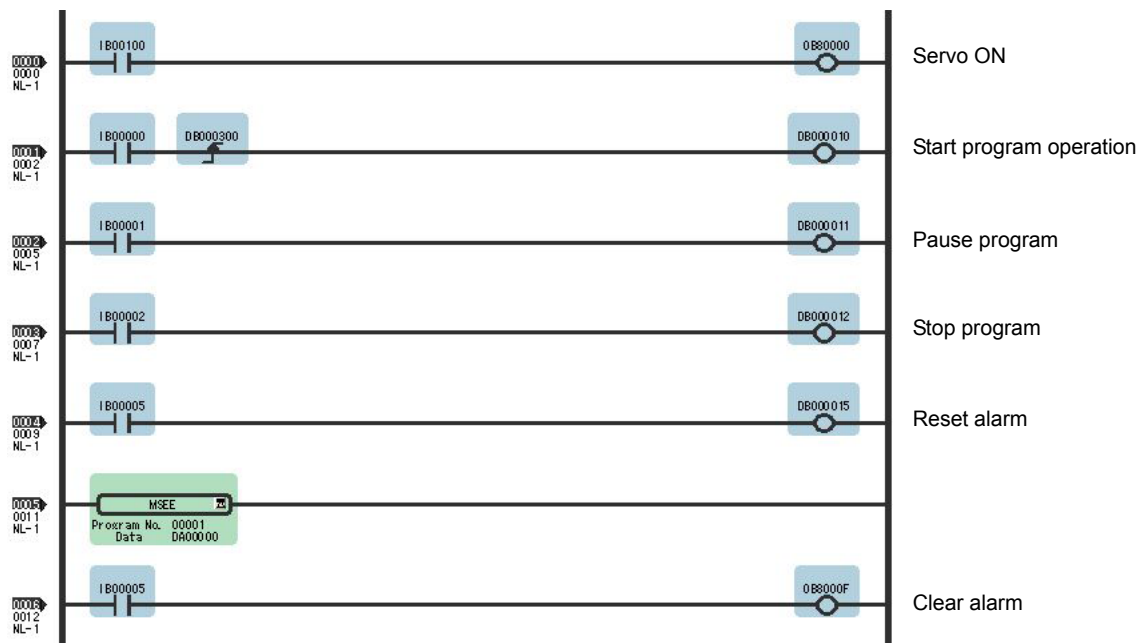 IB00100 OB80000
0000 Servo ON
0000
NL-1
IB00000 DB000300 DB000010
0001 Start program operation
0002
NL-1
IB00001 DB000011
0002 Pause program
0005
NL-1
IB00002 DB000012
0003 Stop program
0007
NL-1
IB00005 DB000015
0004 Reset alarm
0009
NL-1
0005 MSEE
0011 Program No. 00001
NL-1 Data DA00000
IB00005 OB8000F
0006 Clear alarm
0012
NL-1